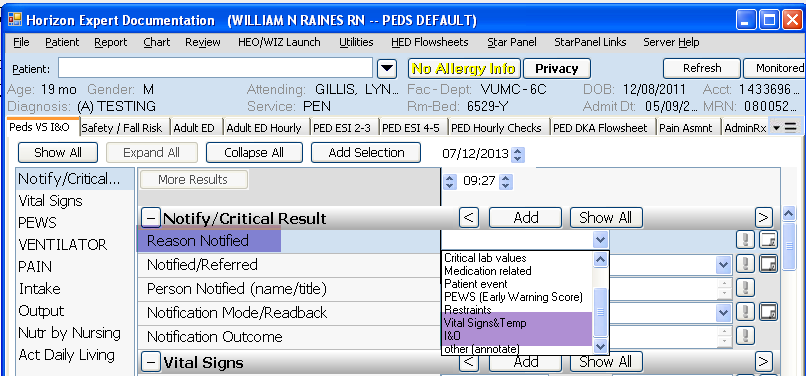 Horizon Expert Documentation (WILLIAM N RAINES RN -- PEDS DEFAULT)
File Patient Report Chart Review HEO/WIZ Launch Utilities HED Flowsheets Star Panel StarPanel Links Server Help
Patient: No Allergy Info Privacy Refresh Monitored
Age: 19 mo Gender: M Attending: GILLIS, LYN... Fac-Dept: VUMC-6C DOB: 12/08/2011 Acct: 1433696...
Diagnosis: (A) TESTING Service: PEN Rm-Bed: 6529-Y Admit Dt: 05/09/2... MRN: 080052...
Peds VS I&O Safety / Fall Risk Adult ED Adult ED Hourly PED ESI 2-3 PED ESI 4-5 PED Hourly Checks PED DKA Flowsheet Pain Asmnt AdminRx
Show All Expand All Collapse All Add Selection 07/12/2013
Notify/Critical... More Results 09:27
Vital Signs
PEWS Notify/Critical Result < Add Show All >
VENTILATOR Reason Notified
PAIN Notified/Referred
Intake Person Notified (name/title)
Output Notification Mode/Readback
Nutr by Nursing Notification Outcome
Act Daily Living Vital Signs Add Show All >
Critical lab values
Medication related
Patient event
PEWS (Early Warning Score)
Restraints
Vital Signs&Temp
I&O
other (annotate)